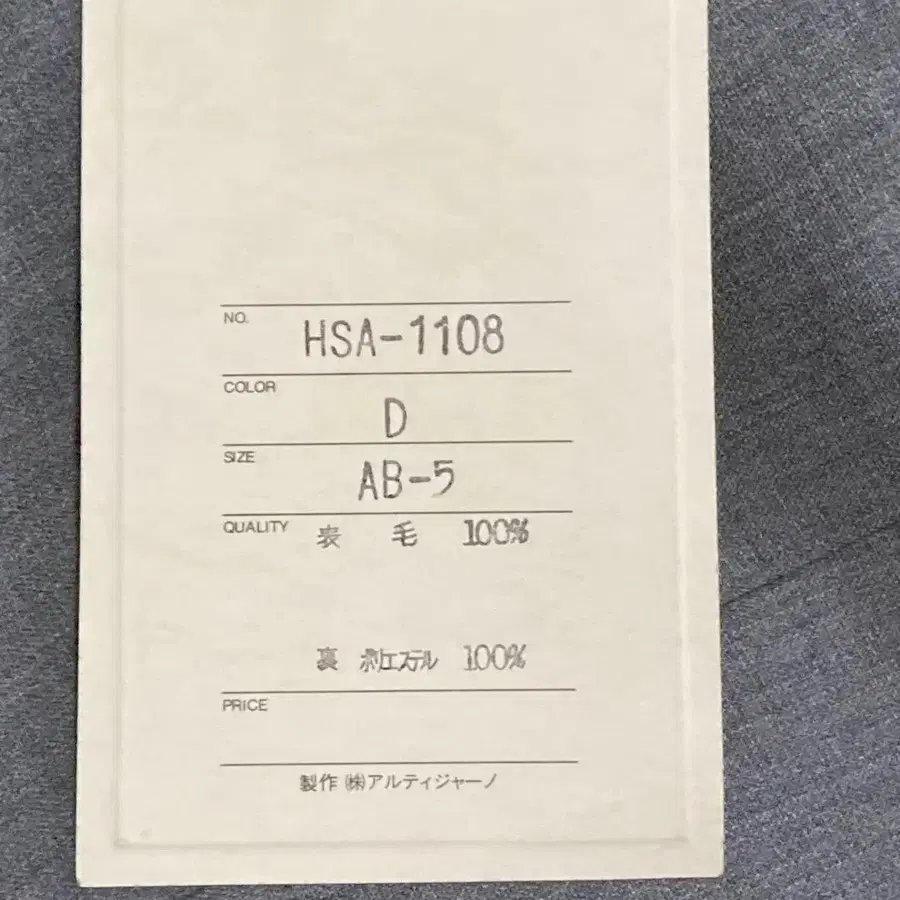 NO. HSA-1108
COLOR D
SIZE AB-5
QUALITY 表 毛 100%
裏 ポリエステル 100%
PRICE
製作 ㈱アルティジャーノ